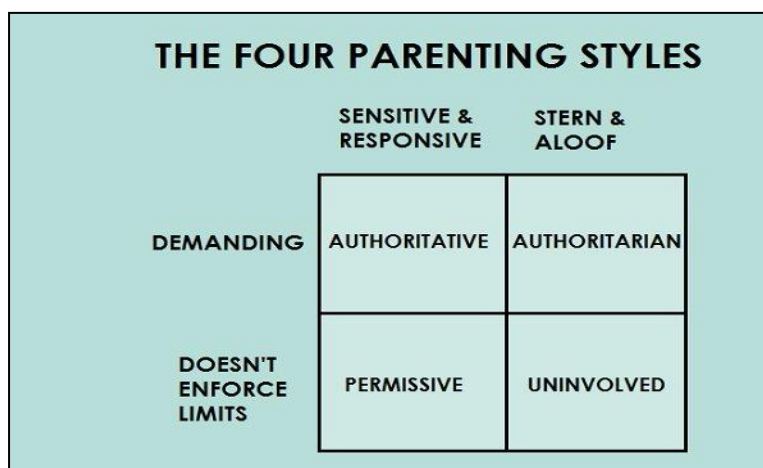 THE FOUR PARENTING STYLES
SENSITIVE &
RESPONSIVE
STERN &
ALOOF
DEMANDING
AUTHORITATIVE
AUTHORITARIAN
DOESN'T
ENFORCE
LIMITS
PERMISSIVE
UNINVOLVED